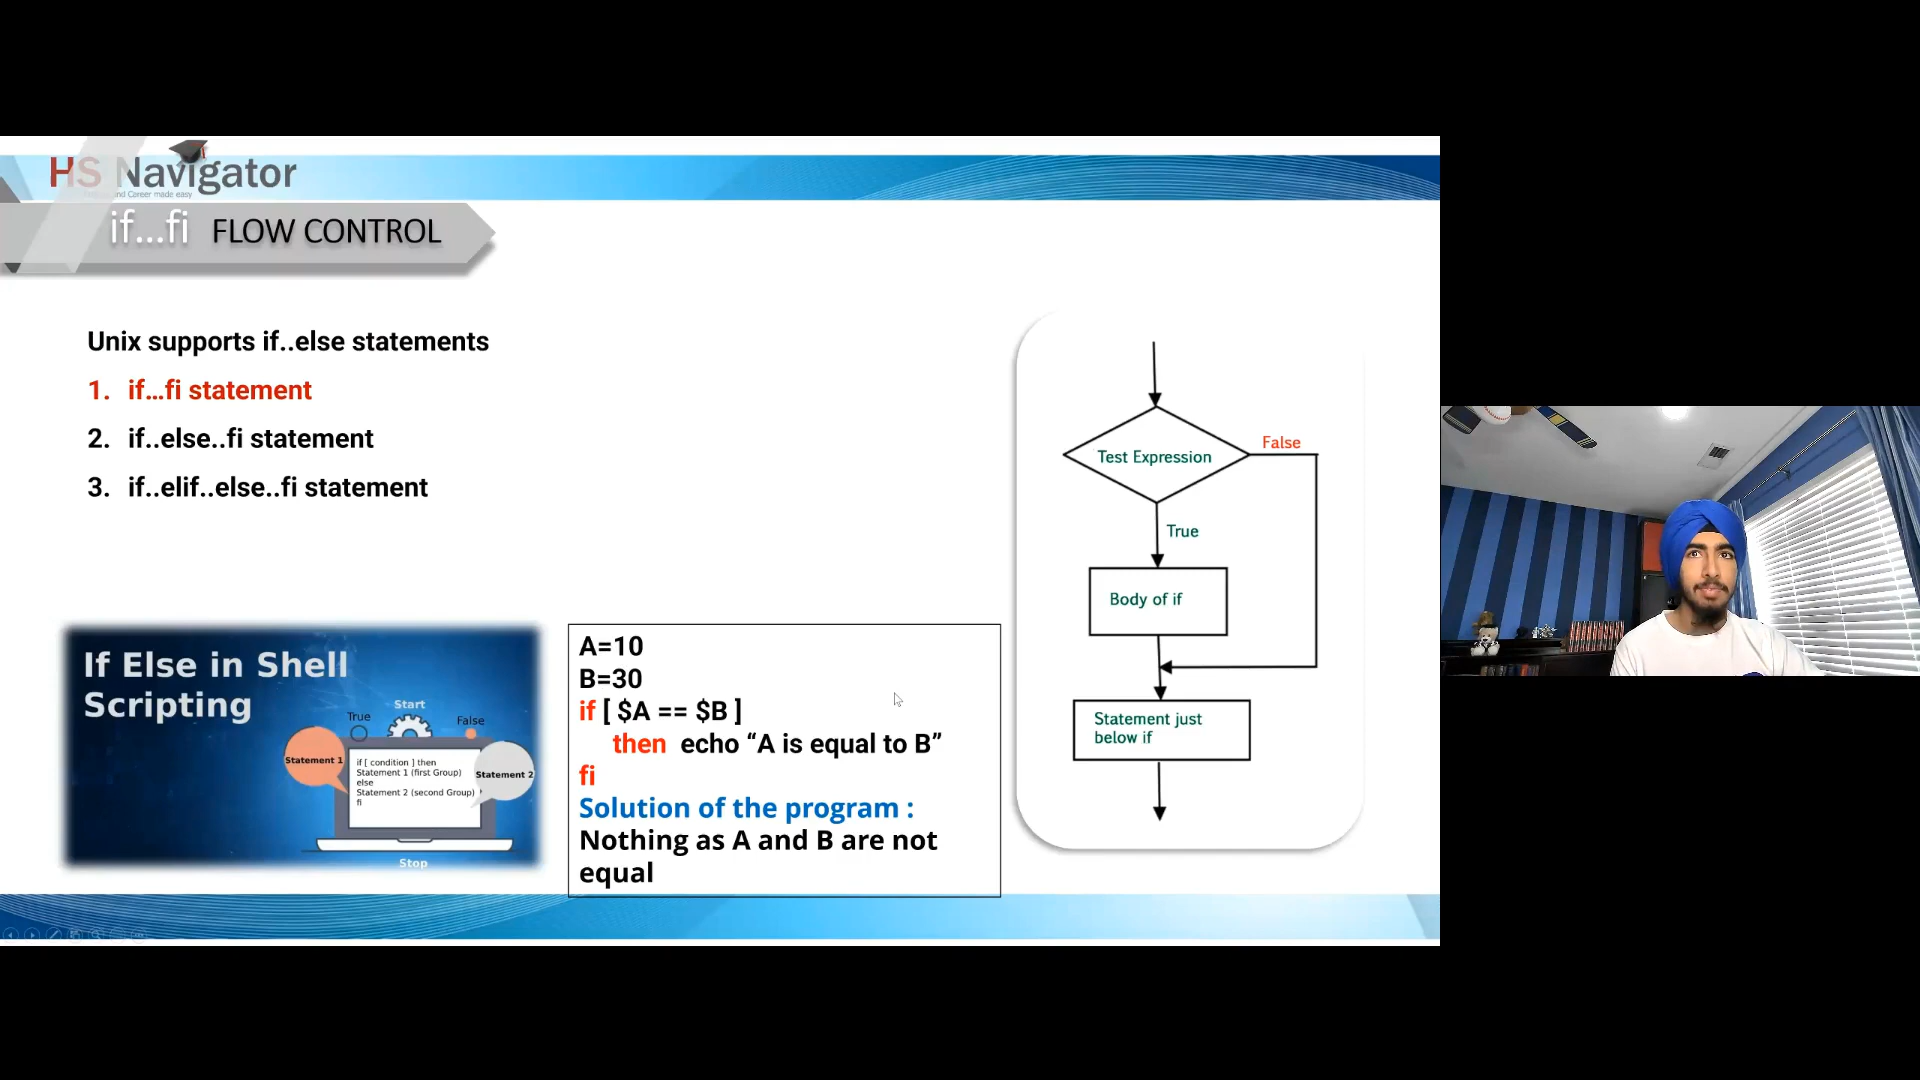 HS Navigator
and Career made easy
if...fi FLOW CONTROL
Unix supports if..else statements
1. if...fi statement
2. if..else..fi statement
3. if..elif..else..fi statement
If Else in Shell
Scripting
Start
True
False
Statement 1
Statement 2
if [ condition ] then
Statement 1 (first Group)
else
Statement 2 (second Group)
fi
Stop
A=10
B=30
if [ $A == $B ]
then echo “A is equal to B”
fi
Solution of the program :
Nothing as A and B are not
equal
Test Expression
False
True
Body of if
Statement just
below if